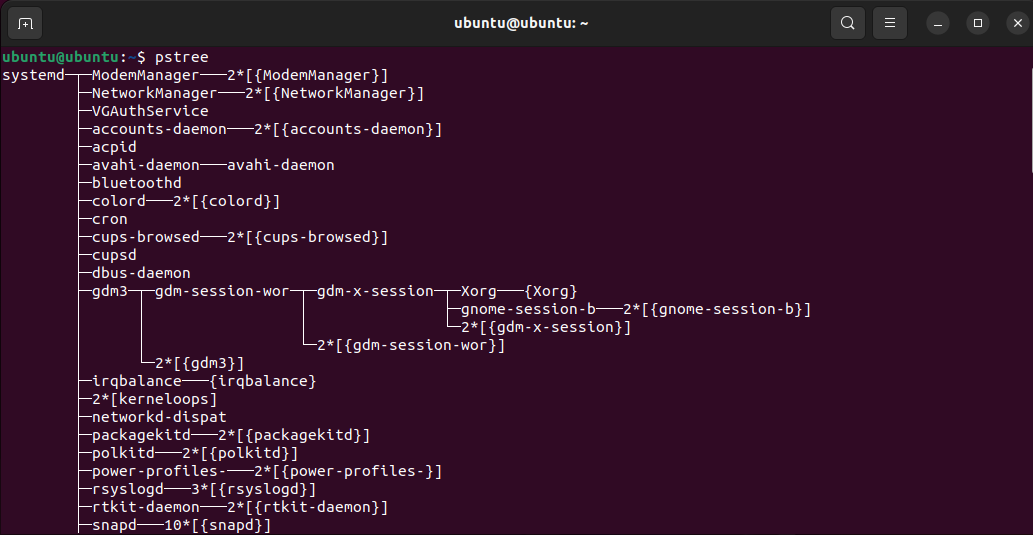 ubuntu@ubuntu: ~
ubuntu@ubuntu:~$ pstree
systemd─┬─ModemManager───2*[{ModemManager}]
        ├─NetworkManager───2*[{NetworkManager}]
        ├─VGAuthService
        ├─accounts-daemon───2*[{accounts-daemon}]
        ├─acpid
        ├─avahi-daemon───avahi-daemon
        ├─bluetoothd
        ├─colord───2*[{colord}]
        ├─cron
        ├─cups-browsed───2*[{cups-browsed}]
        ├─cupsd
        ├─dbus-daemon
        ├─gdm3─┬─gdm-session-wor─┬─gdm-x-session─┬─Xorg───{Xorg}
        │      │                 │               ├─gnome-session-b───2*[{gnome-session-b}]
        │      │                 │               └─2*[{gdm-x-session}]
        │      │                 └─2*[{gdm-session-wor}]
        │      └─2*[{gdm3}]
        ├─irqbalance───{irqbalance}
        ├─2*[kerneloops]
        ├─networkd-dispat
        ├─packagekitd───2*[{packagekitd}]
        ├─polkitd───2*[{polkitd}]
        ├─power-profiles-───2*[{power-profiles-}]
        ├─rsyslogd───3*[{rsyslogd}]
        ├─rtkit-daemon───2*[{rtkit-daemon}]
        ├─snapd───10*[{snapd}]